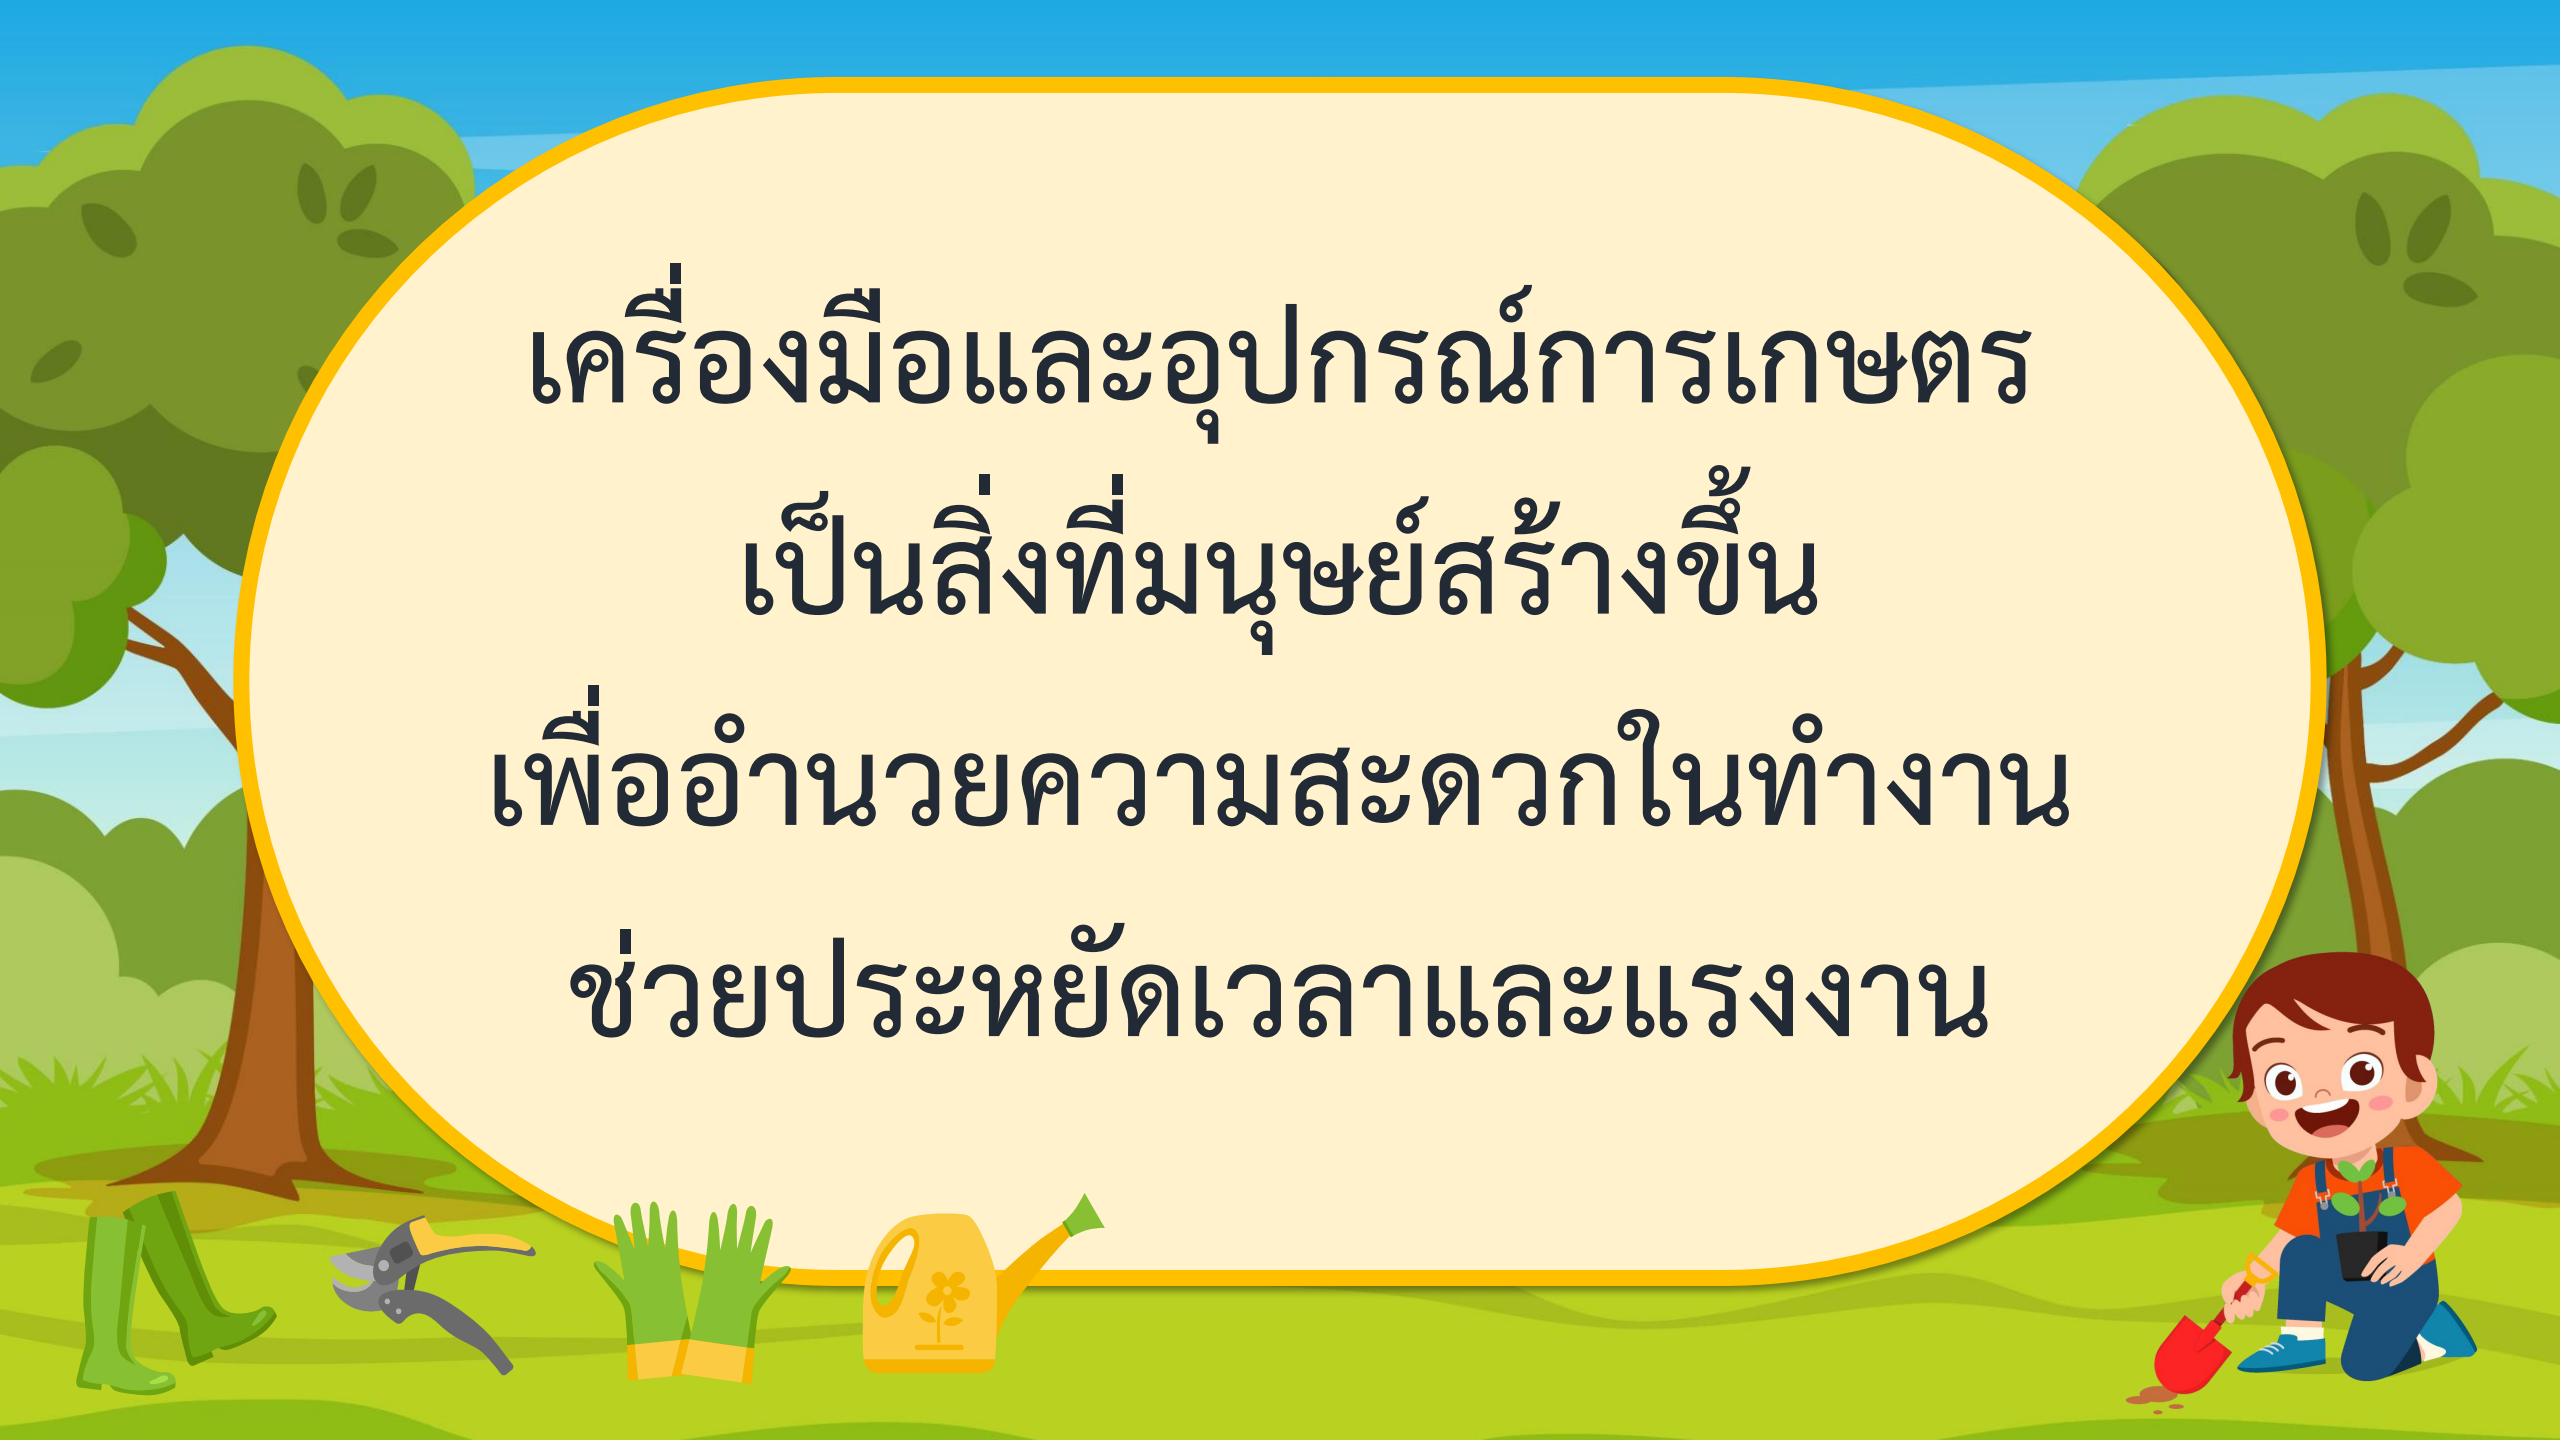 เครื่องมือและอุปกรณ์การเกษตร
เป็นสิ่งที่มนุษย์สร้างขึ้น
เพื่ออำนวยความสะดวกในทำงาน
ช่วยประหยัดเวลาและแรงงาน